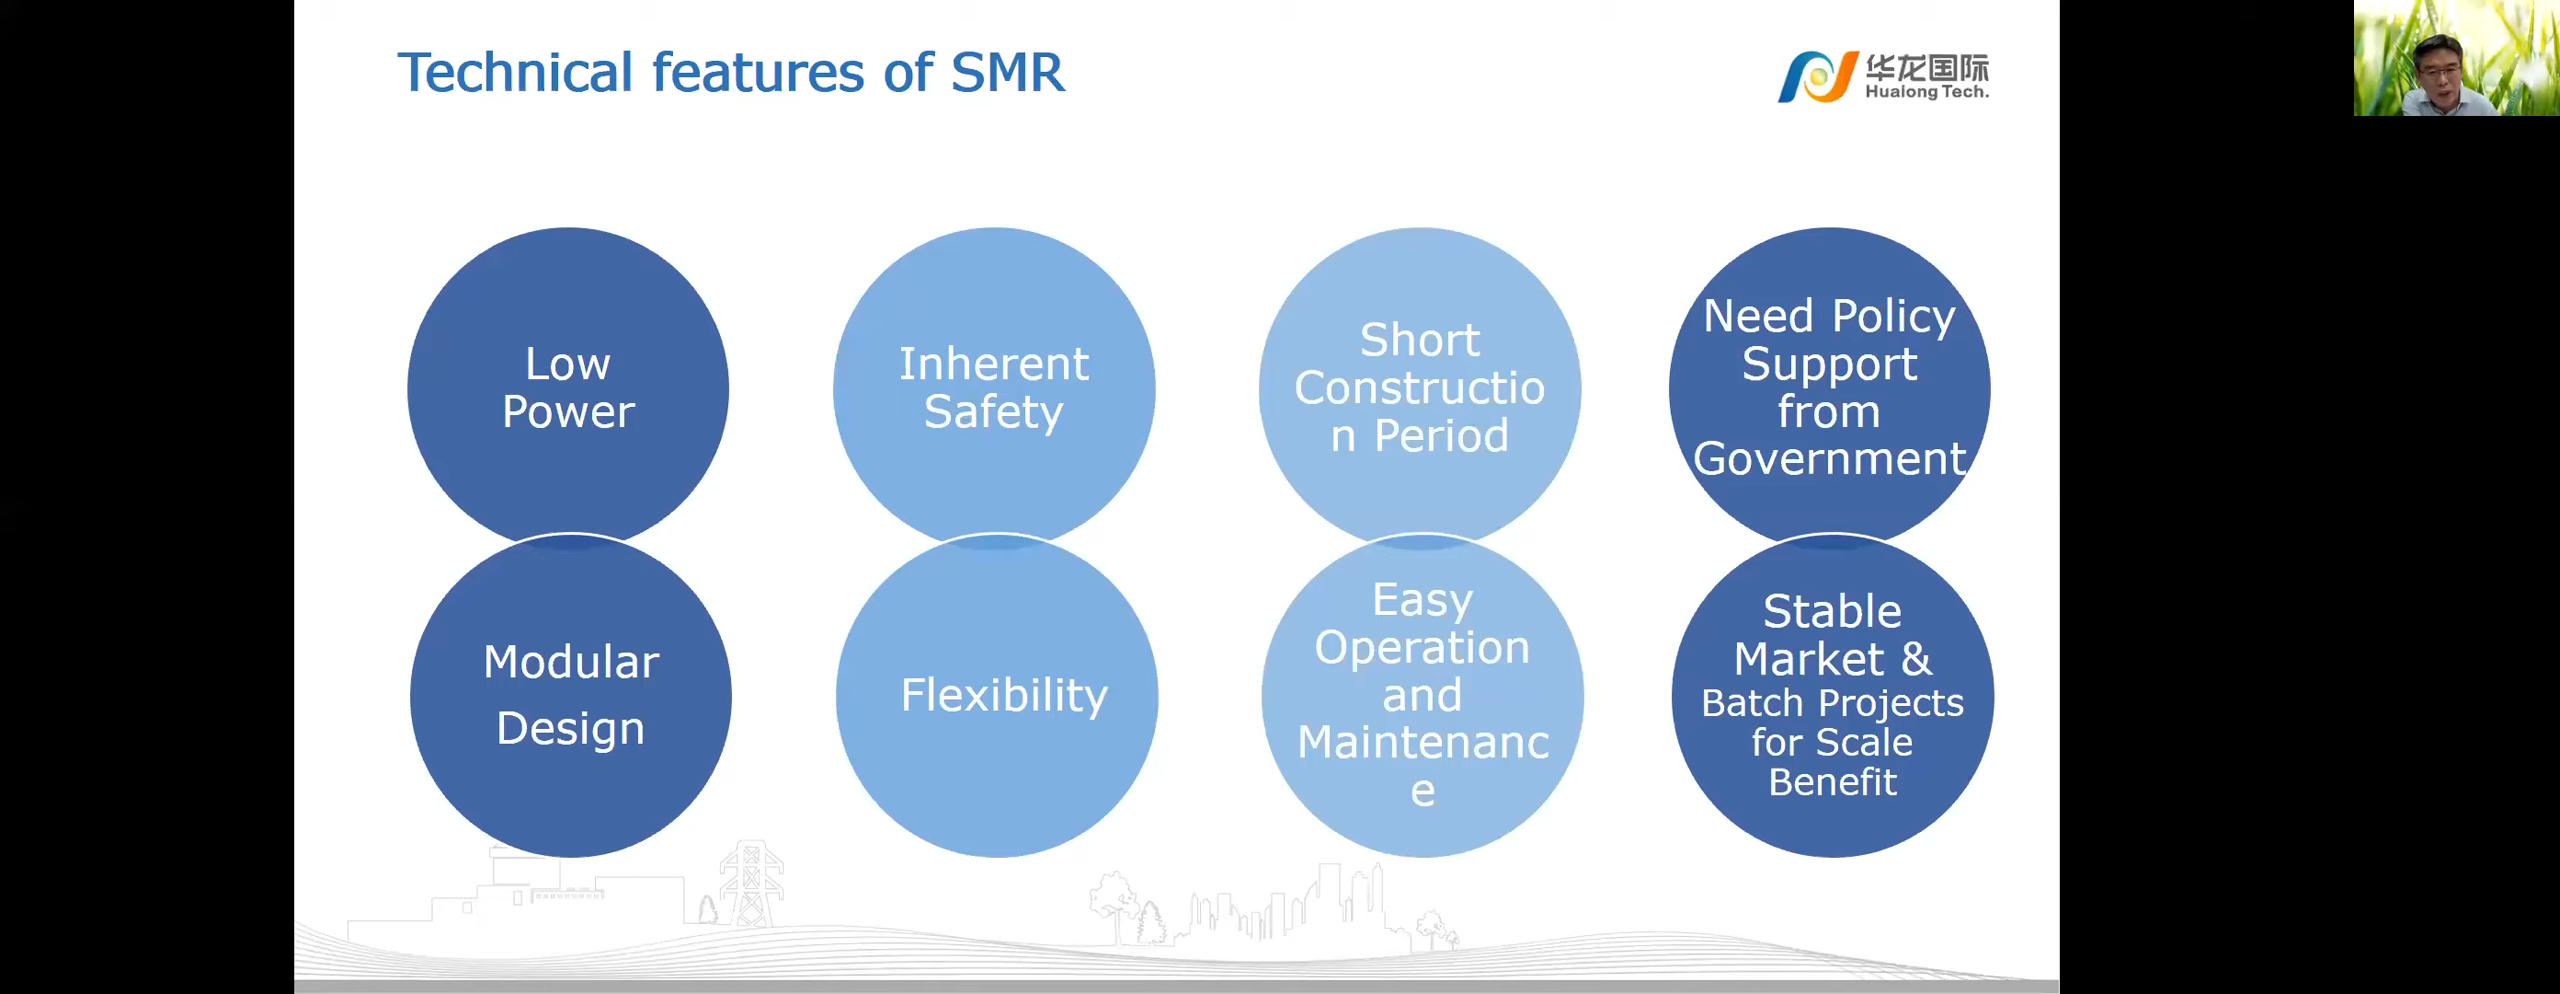 Technical features of SMR
华龙国际
Hualong Tech.
Low
Power
Inherent
Safety
Short
Constructio
n Period
Need Policy
Support
from
Government
Modular
Design
Flexibility
Easy
Operation
and
Maintenanc
e
Stable
Market &
Batch Projects
for Scale
Benefit